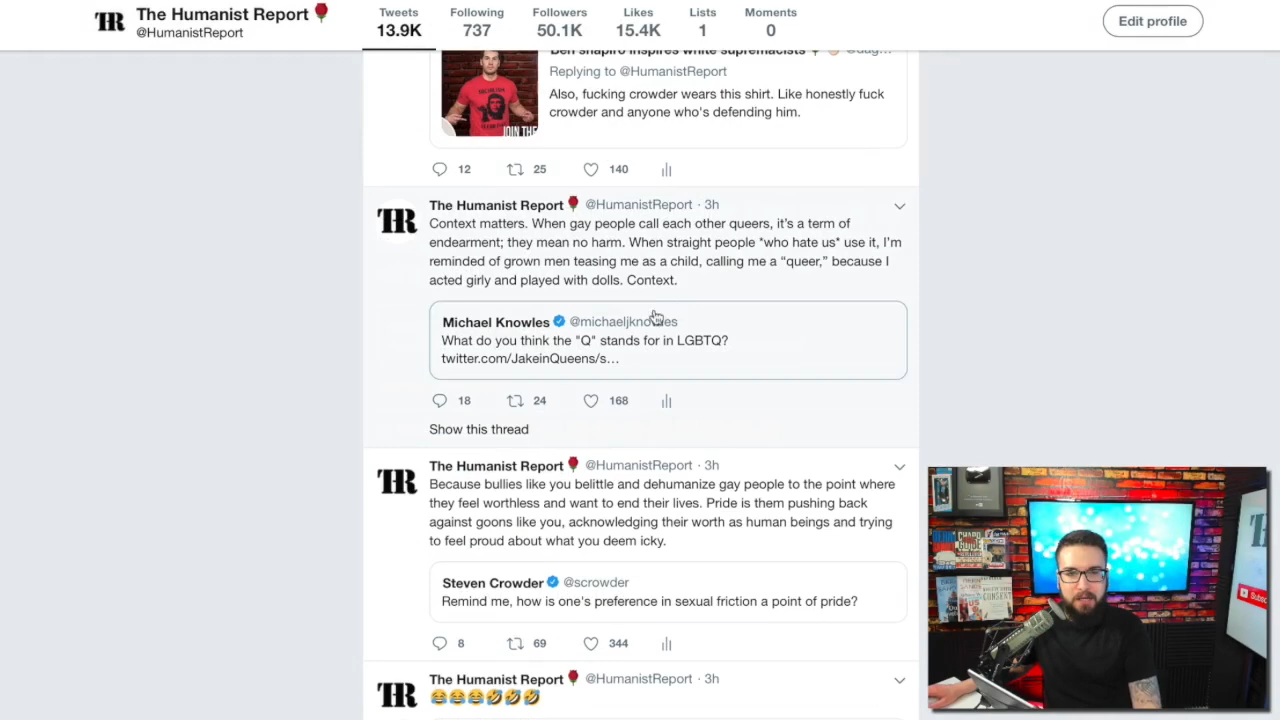 The Humanist Report
@HumanistReport
Tweets
13.9K
Following
737
Followers
50.1K
Likes
15.4K
Lists
1
Moments
0
Edit profile
Ben shapiro inspires white supremacists
Replying to @HumanistReport
Also, fucking crowder wears this shirt. Like honestly fuck
crowder and anyone who's defending him.
JOIN THE
12 25 140
The Humanist Report @HumanistReport · 3h
Context matters. When gay people call each other queers, it's a term of
endearment; they mean no harm. When straight people *who hate us* use it, I'm
reminded of grown men teasing me as a child, calling me a “queer,” because I
acted girly and played with dolls. Context.
Michael Knowles @michaeljknowles
What do you think the "Q" stands for in LGBTQ?
twitter.com/JakeinQueens/s…
18 24 168
Show this thread
The Humanist Report @HumanistReport · 3h
Because bullies like you belittle and dehumanize gay people to the point where
they feel worthless and want to end their lives. Pride is them pushing back
against goons like you, acknowledging their worth as human beings and trying
to feel proud about what you deem icky.
Steven Crowder @scrowder
Remind me, how is one's preference in sexual friction a point of pride?
8 69 344
The Humanist Report @HumanistReport · 3h